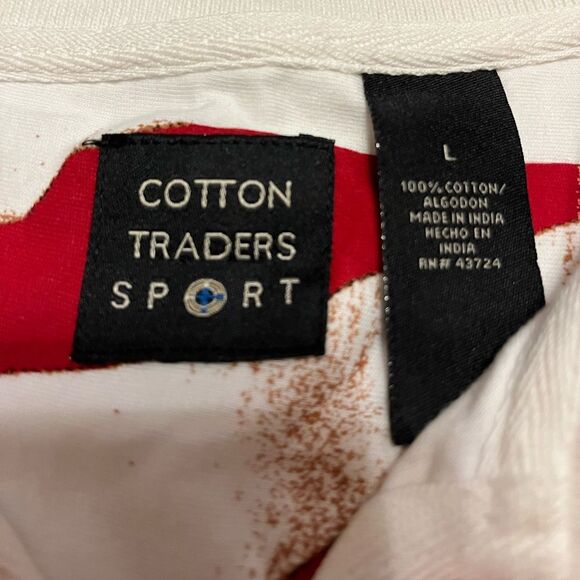 COTTON
TRADERS
SPORT
L
100% COTTON/
ALGODON
MADE IN INDIA
HECHO EN
INDIA
RN# 43724